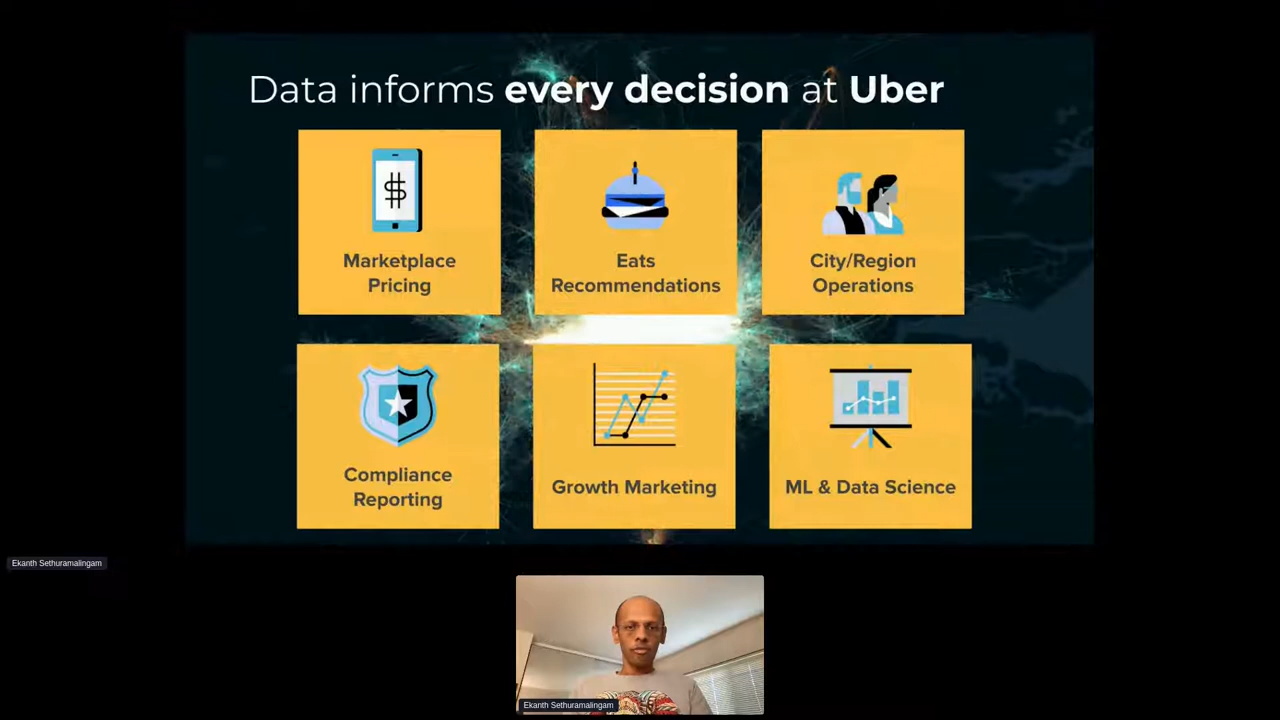 Data informs every decision at Uber
$
Marketplace
Pricing
Eats
Recommendations
City/Region
Operations
Compliance
Reporting
Growth Marketing
ML & Data Science
Ekanth Sethuramalingam
Ekanth Sethuramalingam